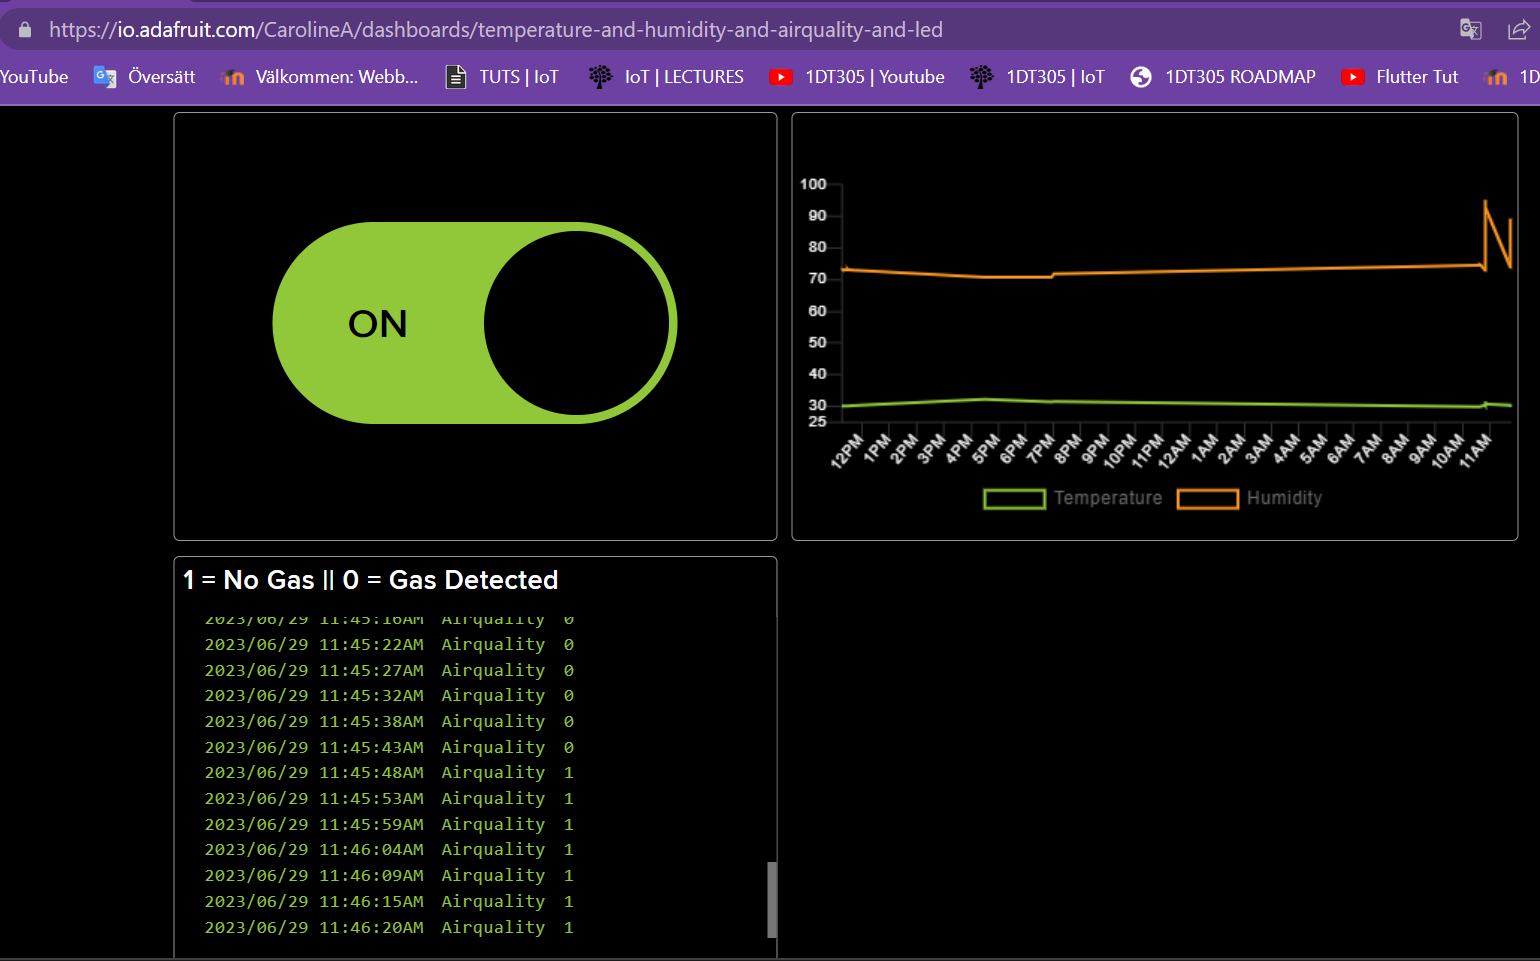 https://io.adafruit.com/CarolineA/dashboards/temperature-and-humidity-and-airquality-and-led
YouTube Översätt Välkommen: Webb... TUTS | IoT IoT | LECTURES 1DT305 | Youtube 1DT305 | IoT 1DT305 ROADMAP Flutter Tut 1D
ON
100
90
80
70
60
50
40
30
25
12PM 1PM 2PM 3PM 4PM 5PM 6PM 7PM 8PM 9PM 10PM 11PM 12AM 1AM 2AM 3AM 4AM 5AM 6AM 7AM 8AM 9AM 10AM 11AM
Temperature Humidity
1 = No Gas || 0 = Gas Detected
2023/06/29 11:45:16AM Airquality 0
2023/06/29 11:45:22AM Airquality 0
2023/06/29 11:45:27AM Airquality 0
2023/06/29 11:45:32AM Airquality 0
2023/06/29 11:45:38AM Airquality 0
2023/06/29 11:45:43AM Airquality 0
2023/06/29 11:45:48AM Airquality 1
2023/06/29 11:45:53AM Airquality 1
2023/06/29 11:45:59AM Airquality 1
2023/06/29 11:46:04AM Airquality 1
2023/06/29 11:46:09AM Airquality 1
2023/06/29 11:46:15AM Airquality 1
2023/06/29 11:46:20AM Airquality 1